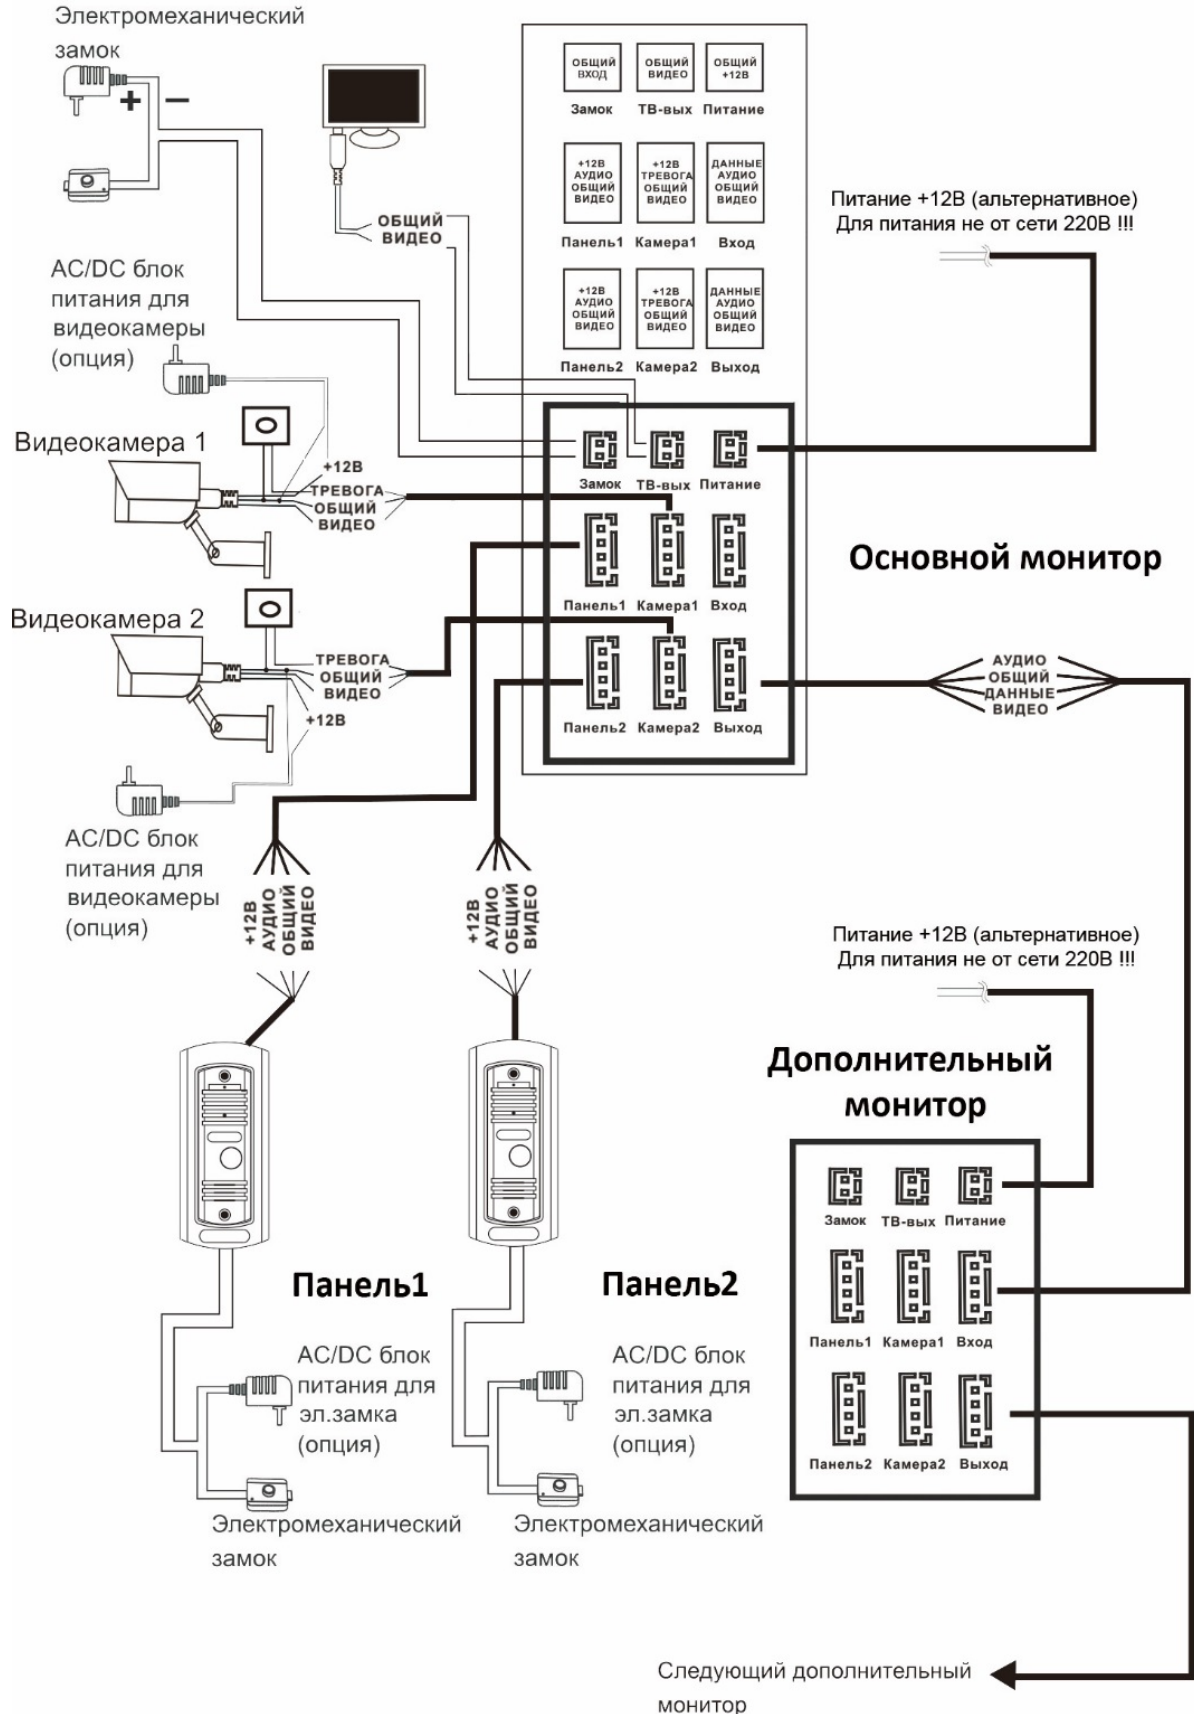 Электромеханический
замок
+ −
ОБЩИЙ
ВХОД
ОБЩИЙ
ВИДЕО
ОБЩИЙ
+12В
Замок ТВ-вых Питание
+12В
АУДИО
ОБЩИЙ
ВИДЕО
+12В
ТРЕВОГА
ОБЩИЙ
ВИДЕО
ДАННЫЕ
АУДИО
ОБЩИЙ
ВИДЕО
Панель1 Камера1 Вход
+12В
АУДИО
ОБЩИЙ
ВИДЕО
+12В
ТРЕВОГА
ОБЩИЙ
ВИДЕО
ДАННЫЕ
АУДИО
ОБЩИЙ
ВИДЕО
Панель2 Камера2 Выход
ОБЩИЙ
ВИДЕО
Питание +12В (альтернативное)
Для питания не от сети 220В !!!
AC/DC блок
питания для
видеокамеры
(опция)
Видеокамера 1
+12В
ТРЕВОГА
ОБЩИЙ
ВИДЕО
Замок ТВ-вых Питание
Панель1 Камера1 Вход
Панель2 Камера2 Выход
Основной монитор
Видеокамера 2
ТРЕВОГА
ОБЩИЙ
ВИДЕО
+12В
АУДИО
ОБЩИЙ
ДАННЫЕ
ВИДЕО
AC/DC блок
питания для
видеокамеры
(опция)
+12В
АУДИО
ОБЩИЙ
ВИДЕО
+12В
АУДИО
ОБЩИЙ
ВИДЕО
Питание +12В (альтернативное)
Для питания не от сети 220В !!!
Дополнительный
монитор
Замок ТВ-вых Питание
Панель1 Камера1 Вход
Панель2 Камера2 Выход
Панель1
Панель2
AC/DC блок
питания для
эл.замка
(опция)
AC/DC блок
питания для
эл.замка
(опция)
Электромеханический
замок
Электромеханический
замок
Следующий дополнительный
монитор